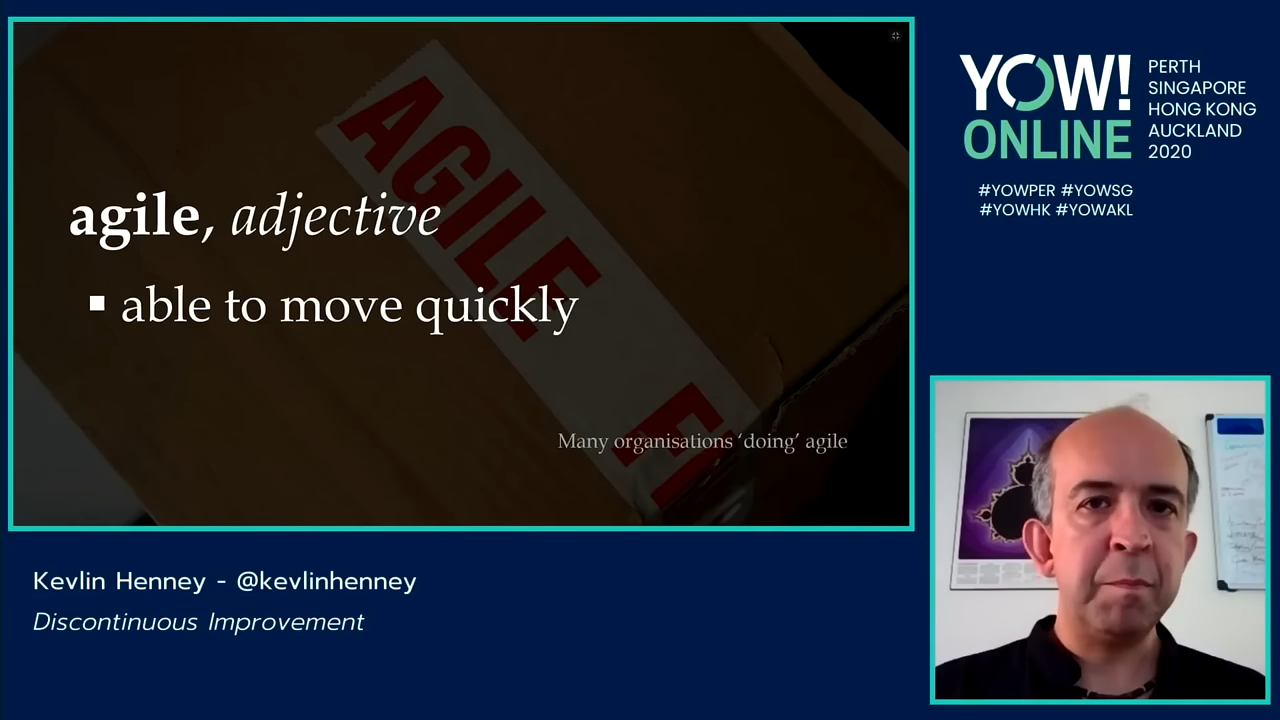 AGILE
agile, adjective
▪ able to move quickly
Many organisations ‘doing’ agile
YOW!
ONLINE
PERTH
SINGAPORE
HONG KONG
AUCKLAND
2020
#YOWPER #YOWSG
#YOWHK #YOWAKL
Kevlin Henney - @kevlinhenney
Discontinuous Improvement